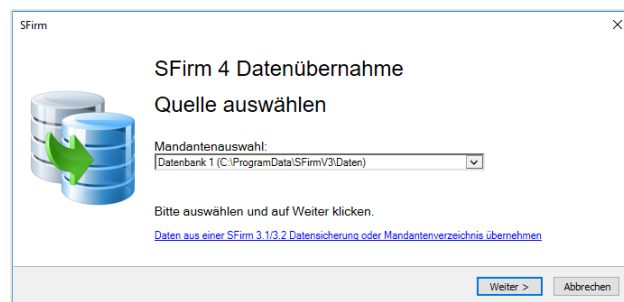 SFirm
SFirm 4 Datenübernahme
Quelle auswählen
Mandantenauswahl:
Datenbank 1 (C:\ProgramData\SFirmV3\Daten)
Bitte auswählen und auf Weiter klicken.
Daten aus einer SFirm 3.1/3.2 Datensicherung oder Mandantenverzeichnis übernehmen
Weiter > Abbrechen